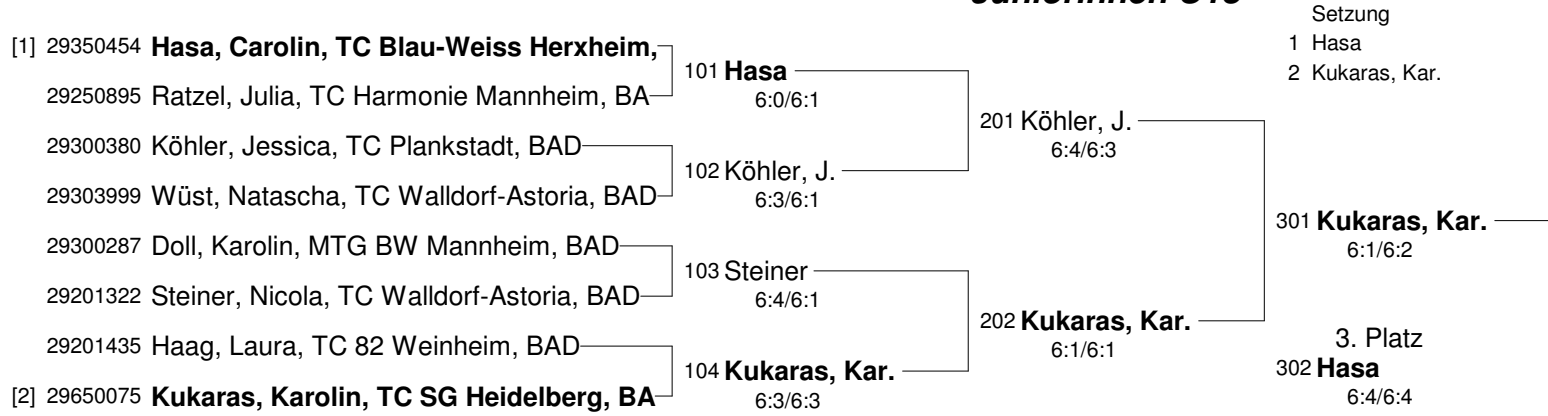 Setzung
1 Hasa
2 Kukaras, Kar.
[1] 29350454 Hasa, Carolin, TC Blau-Weiss Herxheim,
29250895 Ratzel, Julia, TC Harmonie Mannheim, BA
29300380 Köhler, Jessica, TC Plankstadt, BAD
29303999 Wüst, Natascha, TC Walldorf-Astoria, BAD
29300287 Doll, Karolin, MTG BW Mannheim, BAD
29201322 Steiner, Nicola, TC Walldorf-Astoria, BAD
29201435 Haag, Laura, TC 82 Weinheim, BAD
[2] 29650075 Kukaras, Karolin, TC SG Heidelberg, BA
101 Hasa
6:0/6:1
102 Köhler, J.
6:3/6:1
103 Steiner
6:4/6:1
104 Kukaras, Kar.
6:3/6:3
201 Köhler, J.
6:4/6:3
202 Kukaras, Kar.
6:1/6:1
301 Kukaras, Kar.
6:1/6:2
3. Platz
302 Hasa
6:4/6:4